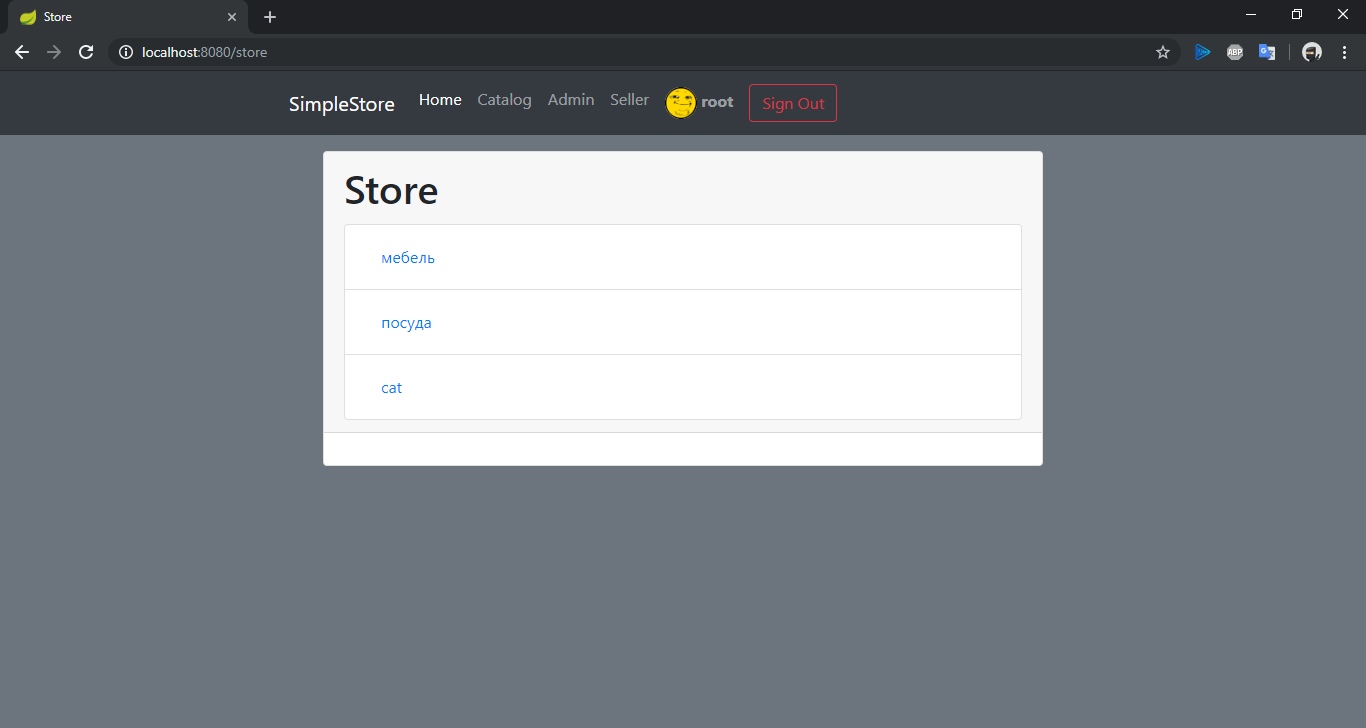 Store
localhost:8080/store
ABP
SimpleStore Home Catalog Admin Seller root Sign Out
Store
мебель
посуда
cat